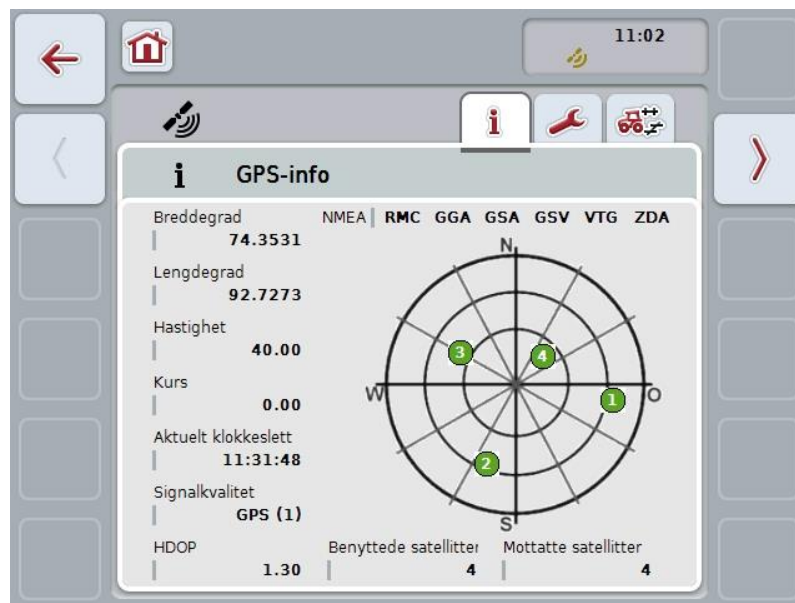 11:02
i
i GPS-info
Breddegrad
74.3531
NMEA RMC GGA GSA GSV VTG ZDA
Lengdegrad
92.7273
Hastighet
40.00
Kurs
0.00
Aktuelt klokkeslett
11:31:48
Signalkvalitet
GPS (1)
HDOP
1.30
N
3
4
W
1
O
2
S
Benyttede satellitter
4
Mottatte satellitter
4